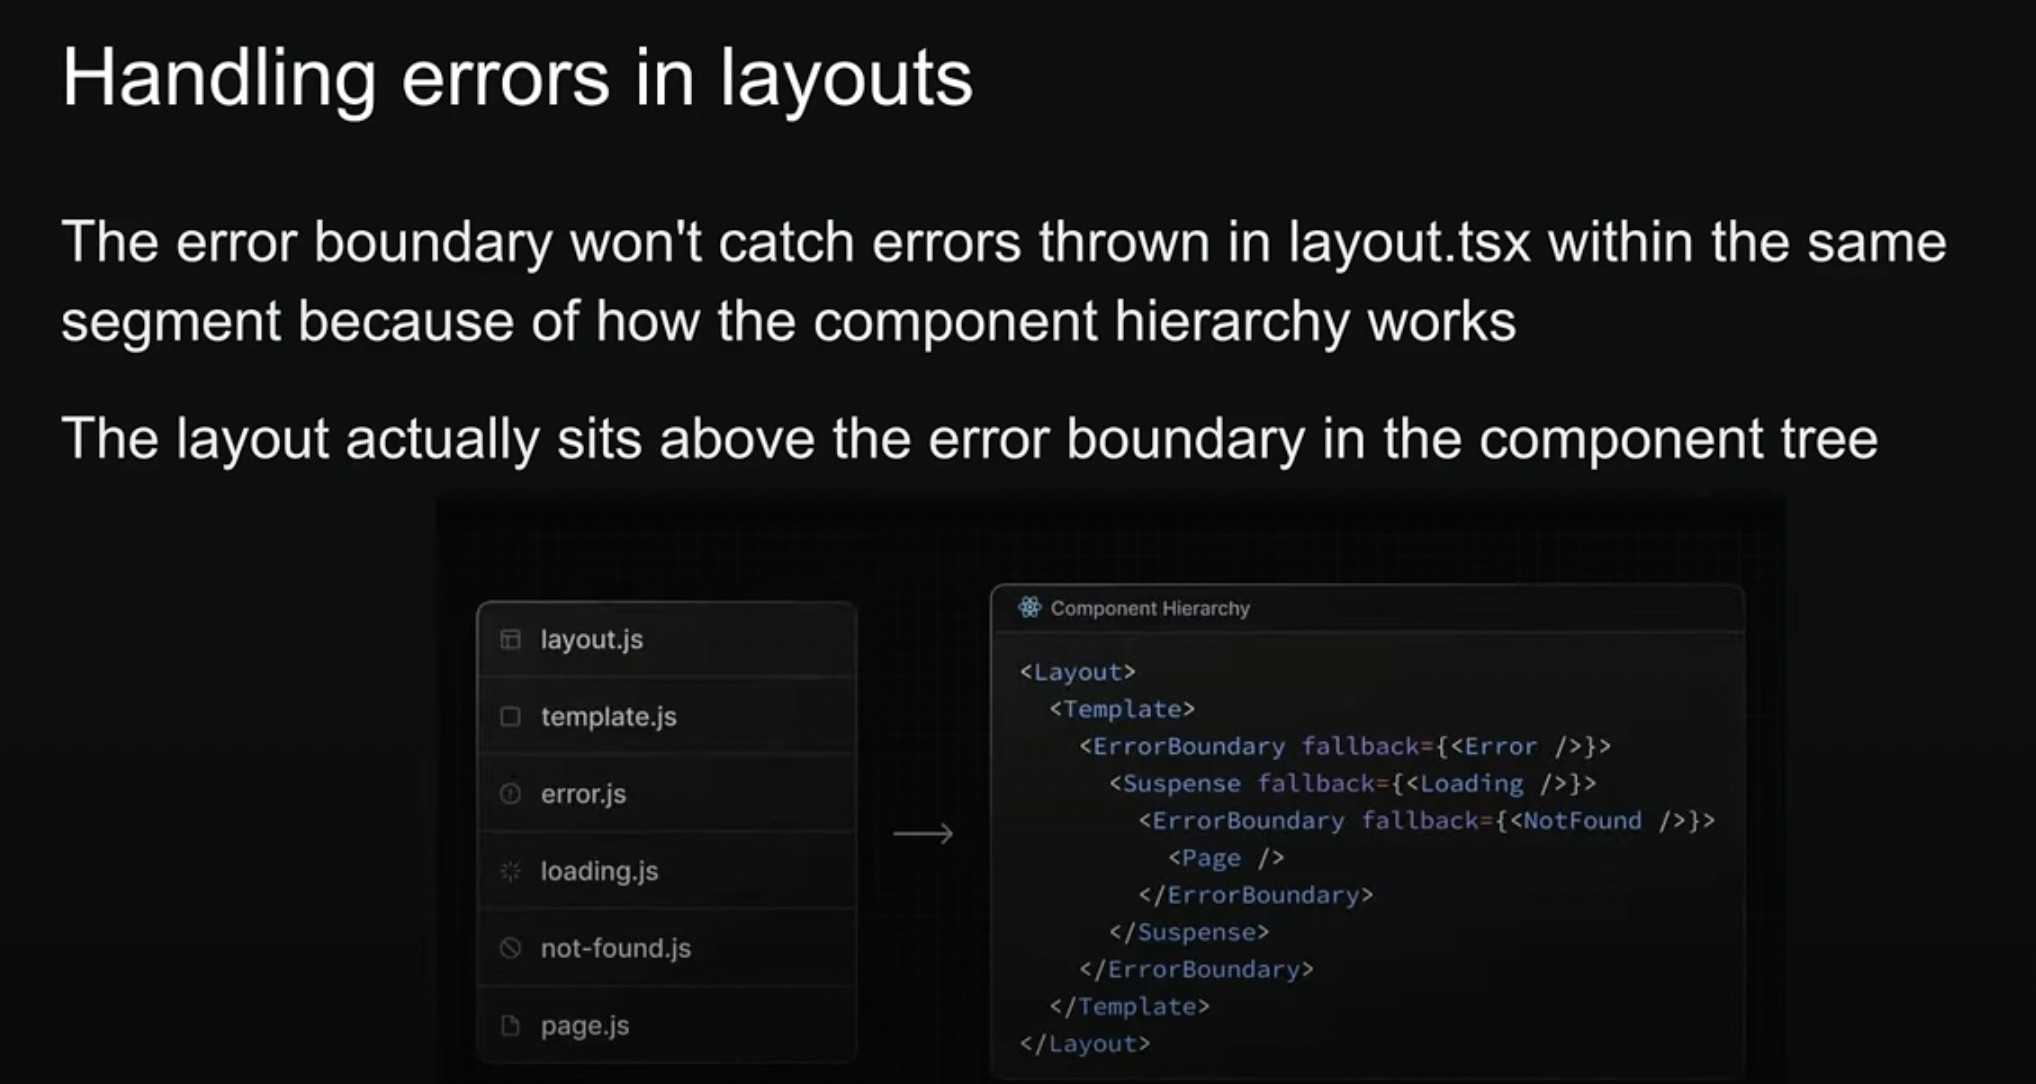 Handling errors in layouts
The error boundary won't catch errors thrown in layout.tsx within the same
segment because of how the component hierarchy works
The layout actually sits above the error boundary in the component tree
layout.js
template.js
error.js
loading.js
not-found.js
page.js
Component Hierarchy
<Layout>
<Template>
<ErrorBoundary fallback={<Error />}>
<Suspense fallback={<Loading />}>
<ErrorBoundary fallback={<NotFound />}>
<Page />
</ErrorBoundary>
</Suspense>
</ErrorBoundary>
</Template>
</Layout>